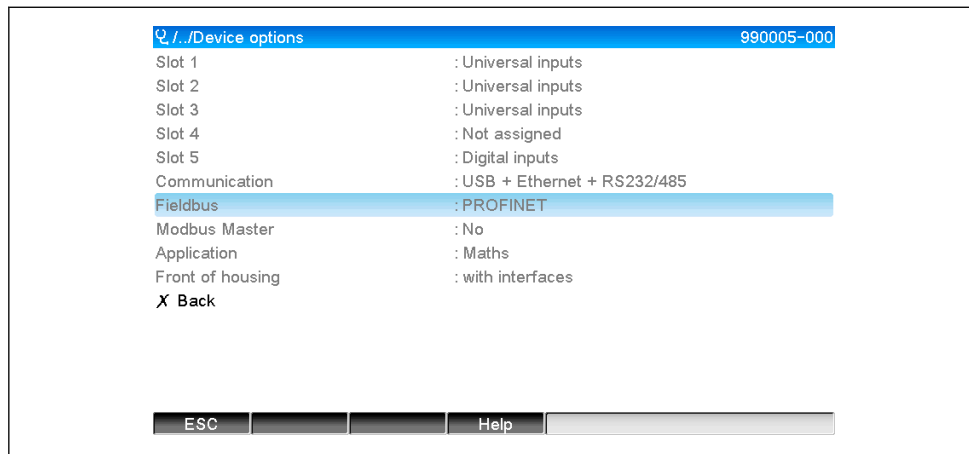 /../Device options 990005-000
Slot 1 : Universal inputs
Slot 2 : Universal inputs
Slot 3 : Universal inputs
Slot 4 : Not assigned
Slot 5 : Digital inputs
Communication : USB + Ethernet + RS232/485
Fieldbus : PROFINET
Modbus Master : No
Application : Maths
Front of housing : with interfaces
X Back
ESC Help